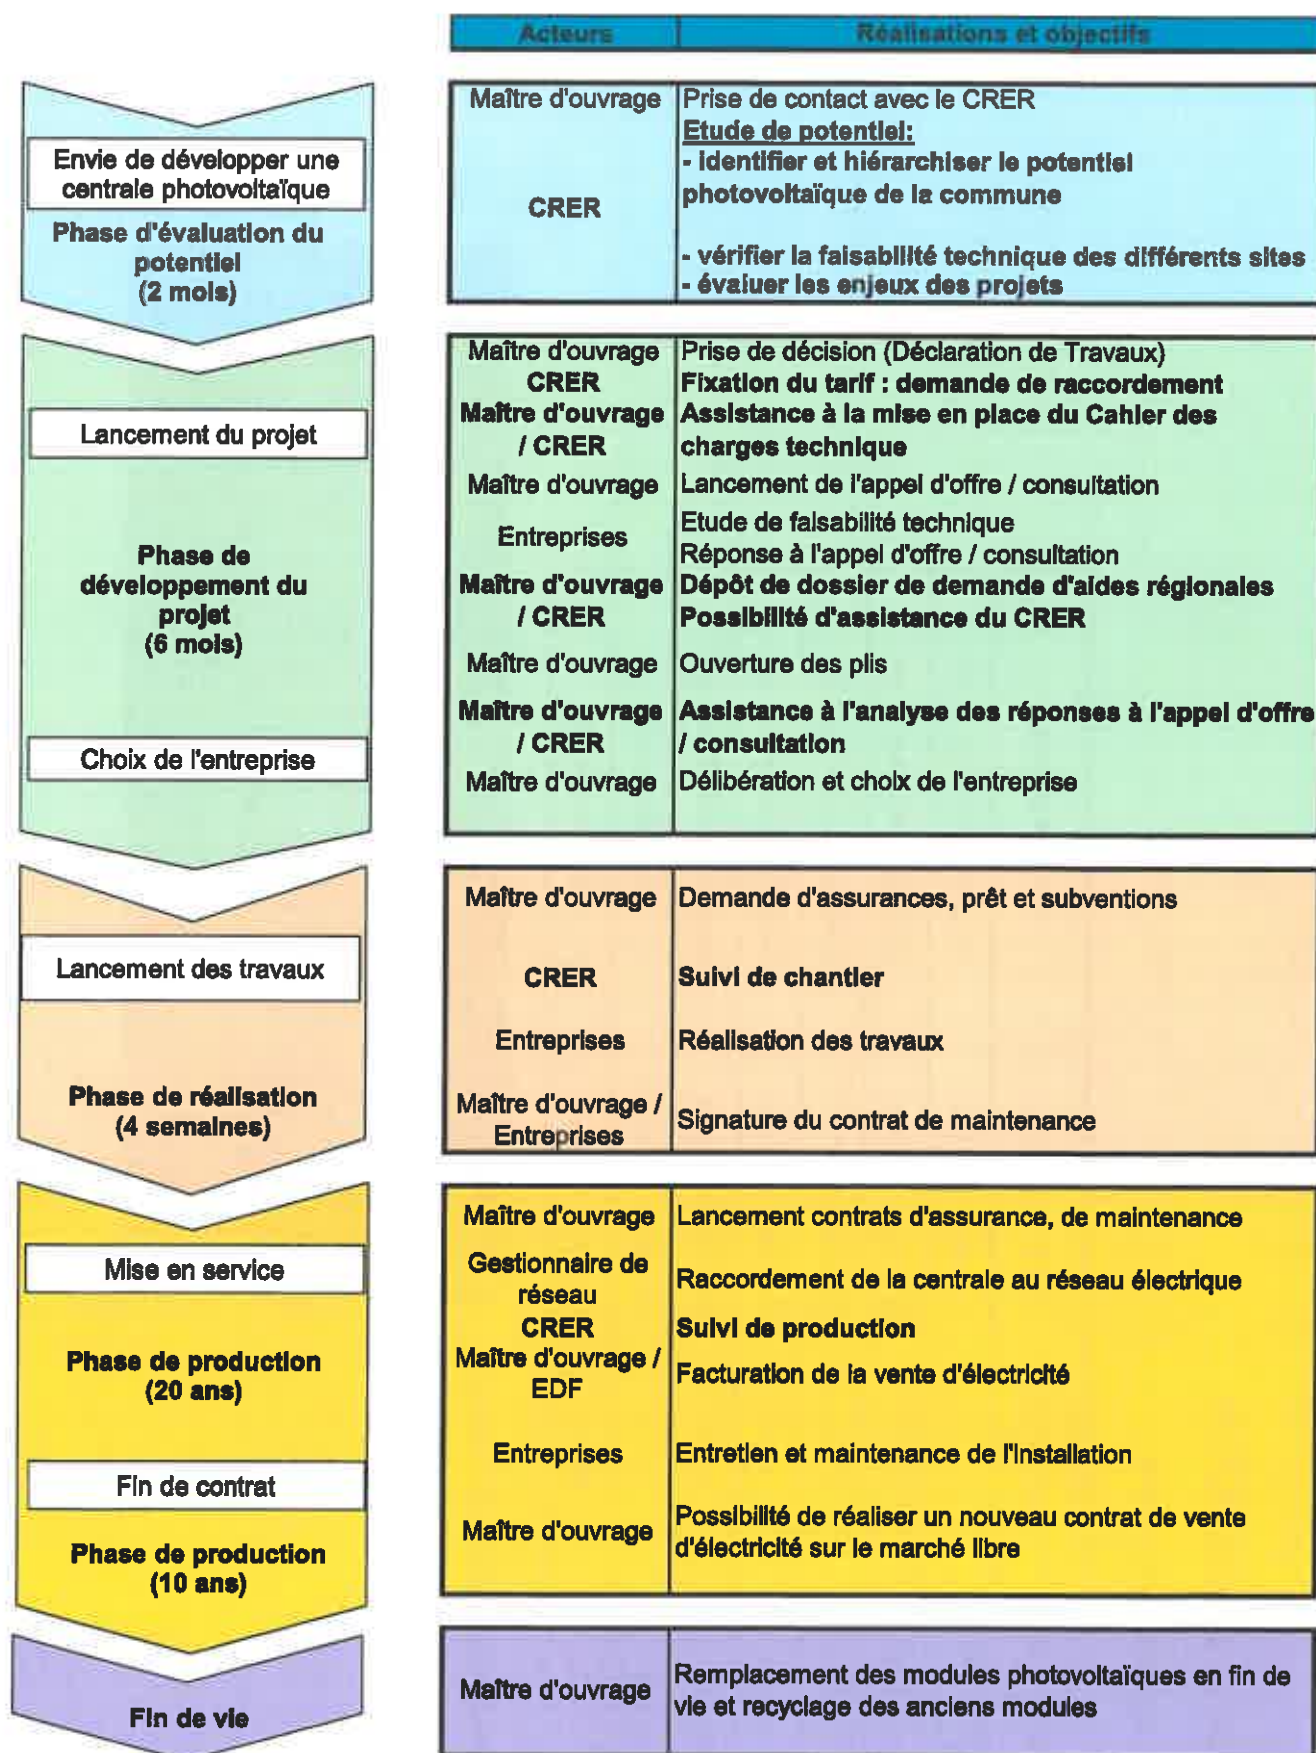 Acteurs Réalisations et objectifs
Envie de développer une
centrale photovoltaïque
Phase d'évaluation du
potentiel
(2 mois)
Maître d'ouvrage Prise de contact avec le CRER
CRER
Etude de potentiel:
- identifier et hiérarchiser le potentiel
photovoltaïque de la commune
- vérifier la faisabilité technique des différents sites
- évaluer les enjeux des projets
Lancement du projet
Phase de
développement du
projet
(6 mois)
Choix de l'entreprise
Maître d'ouvrage Prise de décision (Déclaration de Travaux)
CRER Fixation du tarif : demande de raccordement
Maître d'ouvrage Assistance à la mise en place du Cahier des
/ CRER charges technique
Maître d'ouvrage Lancement de l'appel d'offre / consultation
Entreprises
Etude de faisabilité technique
Réponse à l'appel d'offre / consultation
Maître d'ouvrage Dépôt de dossier de demande d'aides régionales
/ CRER Possibilité d'assistance du CRER
Maître d'ouvrage Ouverture des plis
Maître d'ouvrage Assistance à l'analyse des réponses à l'appel d'offre
/ CRER / consultation
Maître d'ouvrage Délibération et choix de l'entreprise
Lancement des travaux
Phase de réalisation
(4 semaines)
Maître d'ouvrage Demande d'assurances, prêt et subventions
CRER Suivi de chantier
Entreprises Réalisation des travaux
Maître d'ouvrage /
Entreprises
Signature du contrat de maintenance
Mise en service
Phase de production
(20 ans)
Fin de contrat
Phase de production
(10 ans)
Maître d'ouvrage Lancement contrats d'assurance, de maintenance
Gestionnaire de
réseau
Raccordement de la centrale au réseau électrique
CRER Suivi de production
Maître d'ouvrage /
EDF
Facturation de la vente d'électricité
Entreprises Entretien et maintenance de l'installation
Maître d'ouvrage
Possibilité de réaliser un nouveau contrat de vente
d'électricité sur le marché libre
Fin de vie
Maître d'ouvrage
Remplacement des modules photovoltaïques en fin de
vie et recyclage des anciens modules